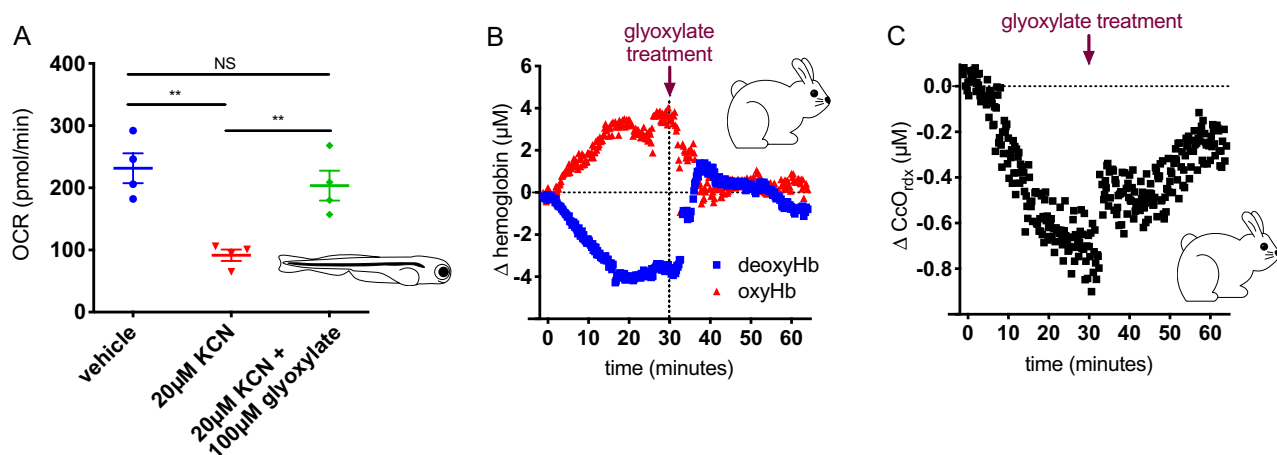 A
OCR (pmol/min)
400
300
200
100
0
NS
**
**
vehicle
20µM KCN
20µM KCN +
100µM glyoxylate
B
glyoxylate
treatment
Δ hemoglobin (µM)
6
4
2
0
-2
-4
deoxyHb
oxyHb
0 10 20 30 40 50 60
time (minutes)
C
glyoxylate treatment
Δ CcOrdx (µM)
0.0
-0.2
-0.4
-0.6
-0.8
0 10 20 30 40 50 60
time (minutes)